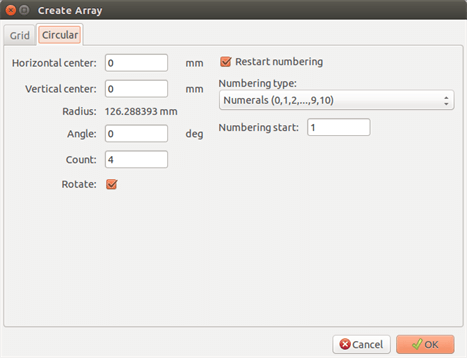 Create Array
Grid Circular
Horizontal center: 0 mm
Vertical center: 0 mm
Radius: 126.288393 mm
Angle: 0 deg
Count: 4
Rotate:
Restart numbering
Numbering type:
Numerals (0,1,2,...,9,10)
Numbering start: 1
Cancel OK